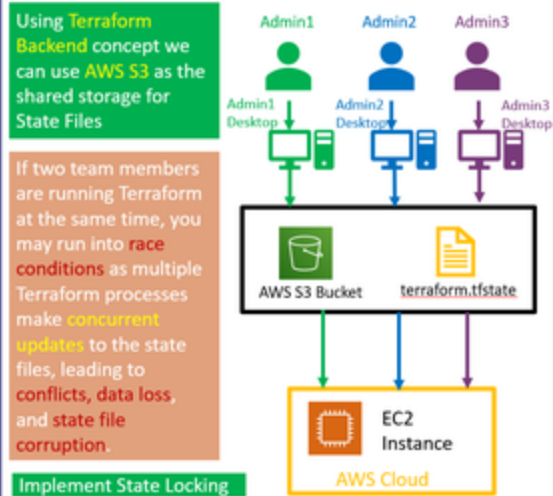 Using Terraform
Backend concept we
can use AWS S3 as the
shared storage for
State Files
If two team members
are running Terraform
at the same time, you
may run into race
conditions as multiple
Terraform processes
make concurrent
updates to the state
files, leading to
conflicts, data loss,
and state file
corruption.
Implement State Locking
Admin1
Admin2
Admin3
Admin1
Desktop
Admin2
Desktop
Admin3
Desktop
AWS S3 Bucket
terraform.tfstate
EC2
Instance
AWS Cloud